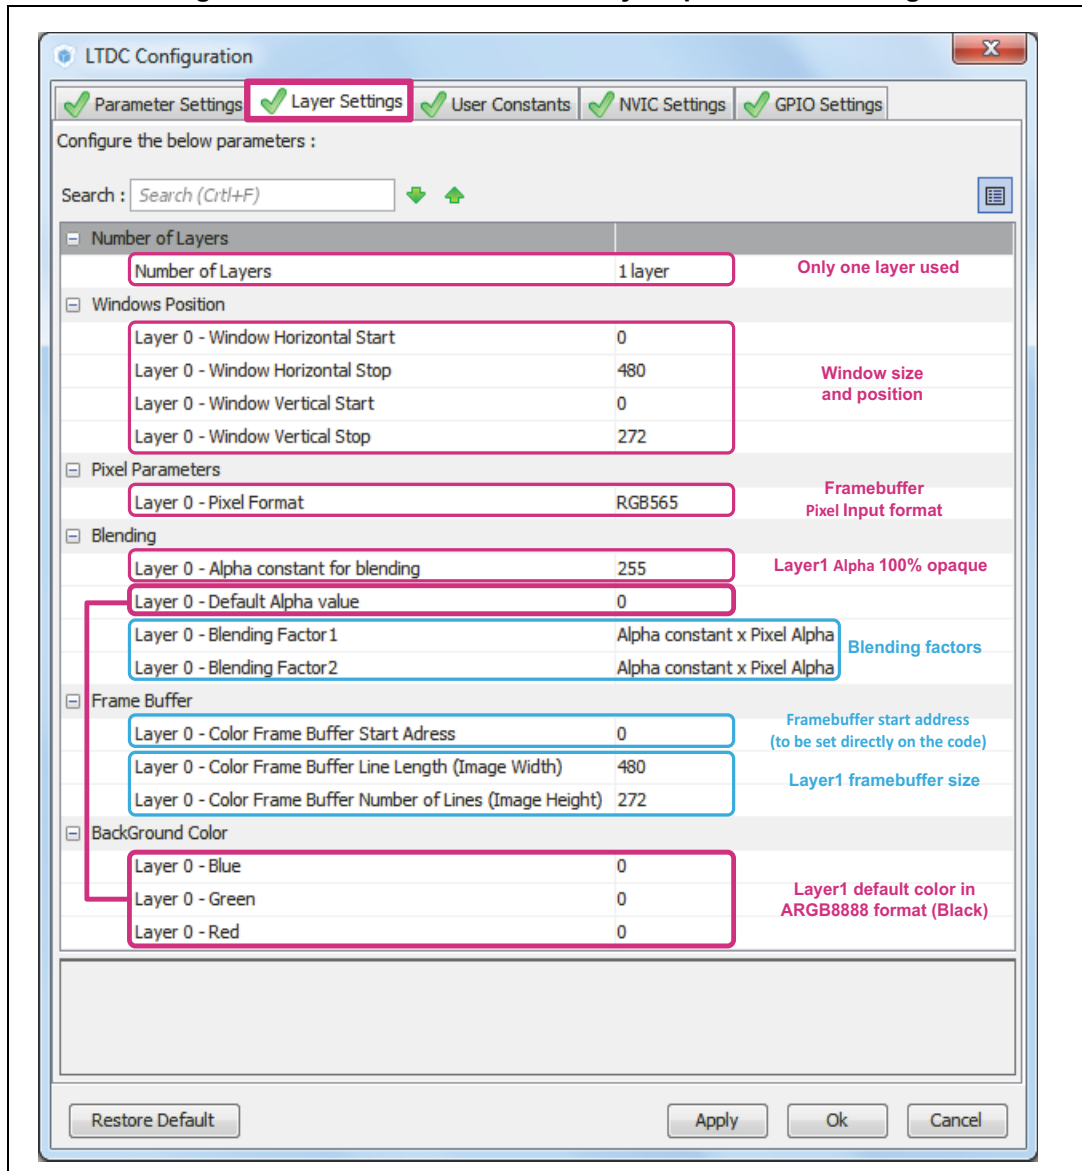 LTDC Configuration
Parameter Settings Layer Settings User Constants NVIC Settings GPIO Settings
Configure the below parameters :
Search : Search (Crtl+F)
Number of Layers
Number of Layers 1 layer Only one layer used
Windows Position
Layer 0 - Window Horizontal Start 0
Layer 0 - Window Horizontal Stop 480
Layer 0 - Window Vertical Start 0
Layer 0 - Window Vertical Stop 272
Window size
and position
Pixel Parameters
Layer 0 - Pixel Format RGB565
Framebuffer
Pixel Input format
Blending
Layer 0 - Alpha constant for blending 255 Layer1 Alpha 100% opaque
Layer 0 - Default Alpha value 0
Layer 0 - Blending Factor1 Alpha constant x Pixel Alpha
Layer 0 - Blending Factor2 Alpha constant x Pixel Alpha
Blending factors
Frame Buffer
Layer 0 - Color Frame Buffer Start Adress 0
Framebuffer start address
(to be set directly on the code)
Layer 0 - Color Frame Buffer Line Length (Image Width) 480
Layer 0 - Color Frame Buffer Number of Lines (Image Height) 272
Layer1 framebuffer size
BackGround Color
Layer 0 - Blue 0
Layer 0 - Green 0
Layer 0 - Red 0
Layer1 default color in
ARGB8888 format (Black)
Restore Default Apply Ok Cancel